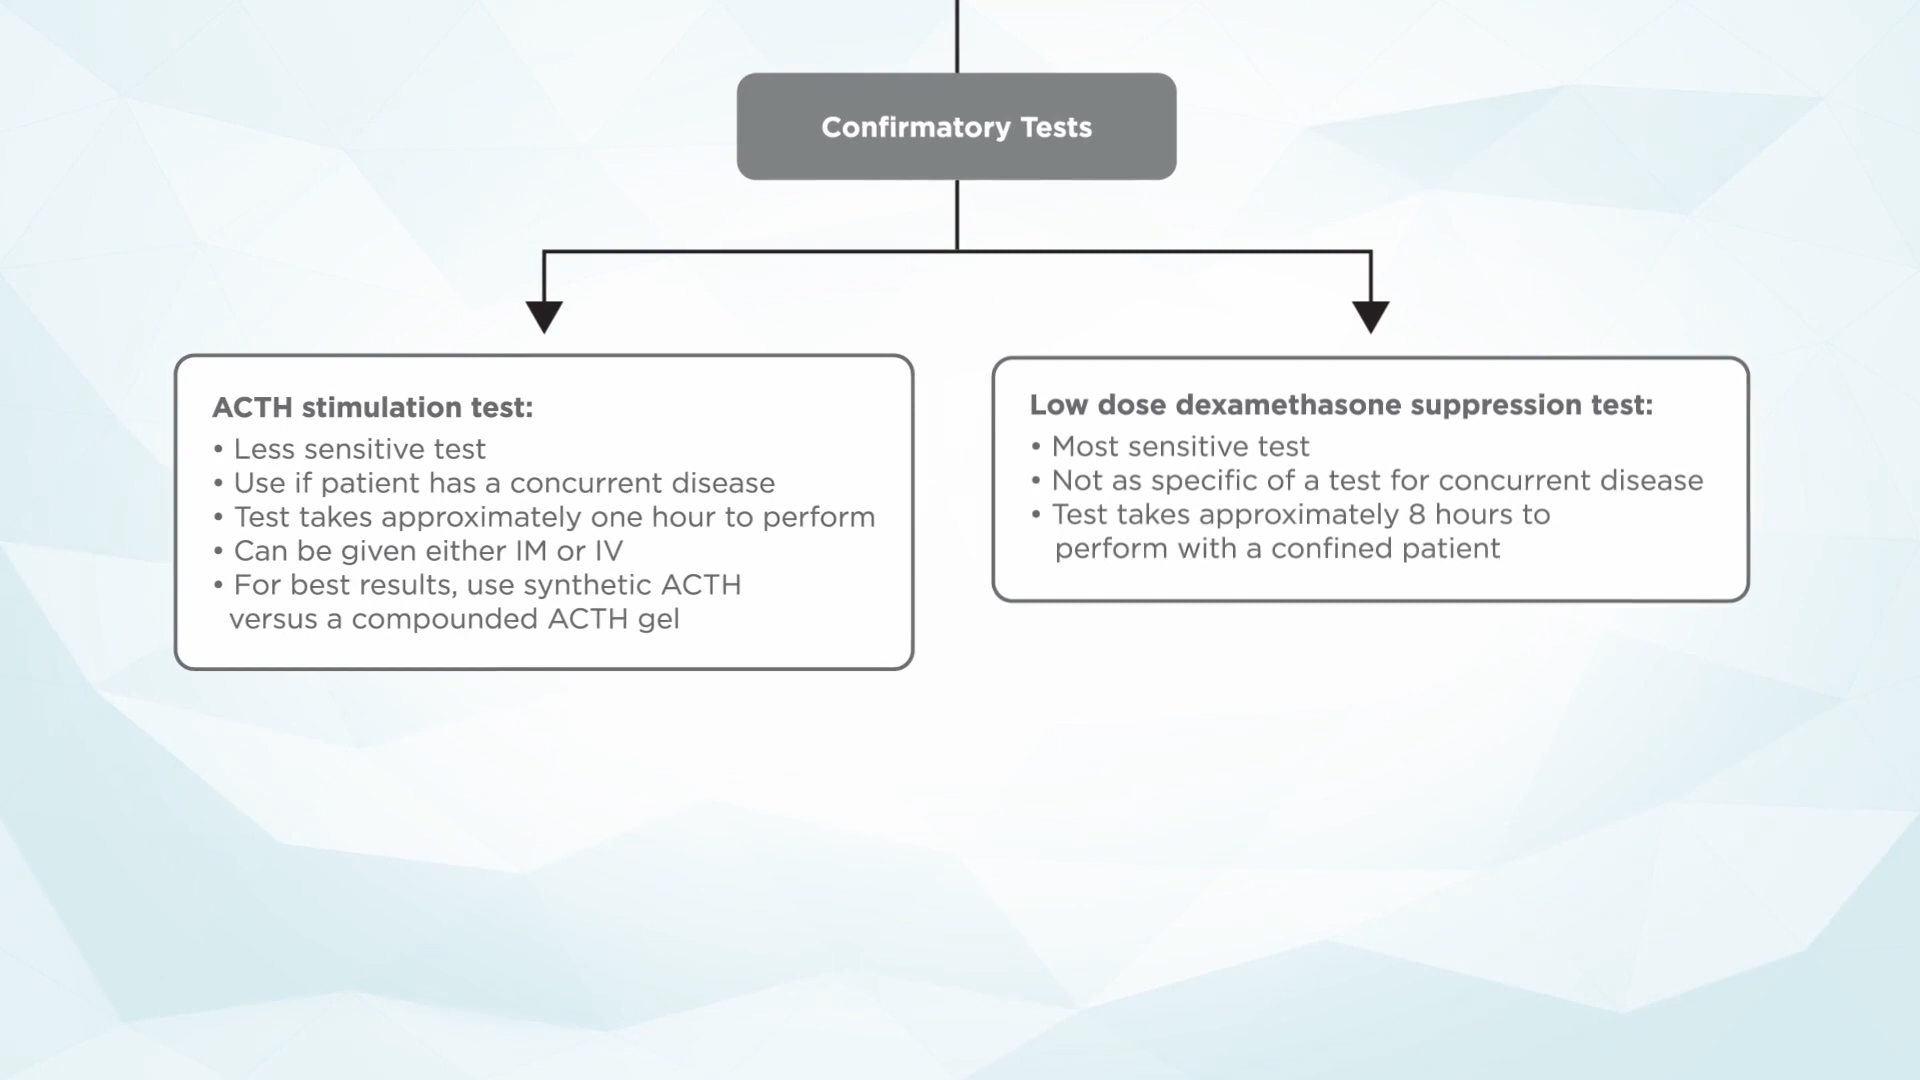 Confirmatory Tests
ACTH stimulation test:
• Less sensitive test
• Use if patient has a concurrent disease
• Test takes approximately one hour to perform
• Can be given either IM or IV
• For best results, use synthetic ACTH
versus a compounded ACTH gel
Low dose dexamethasone suppression test:
• Most sensitive test
• Not as specific of a test for concurrent disease
• Test takes approximately 8 hours to
perform with a confined patient